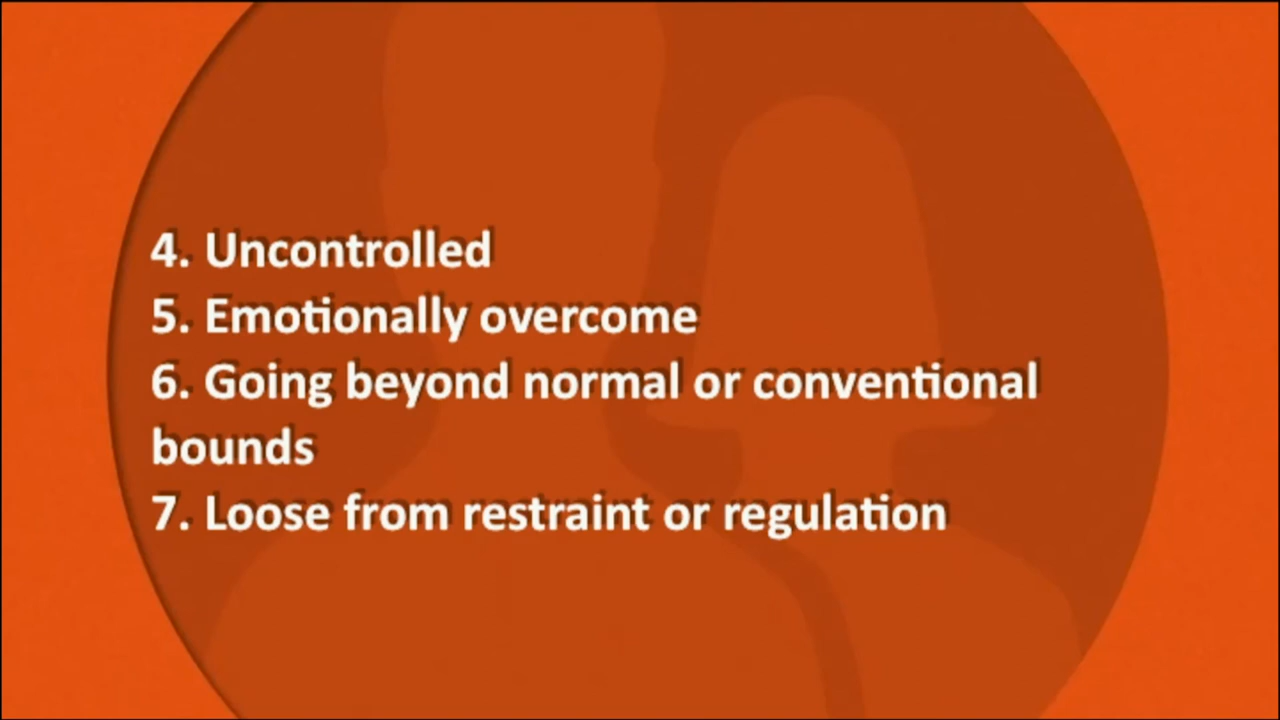 4. Uncontrolled
5. Emotionally overcome
6. Going beyond normal or conventional
bounds
7. Loose from restraint or regulation